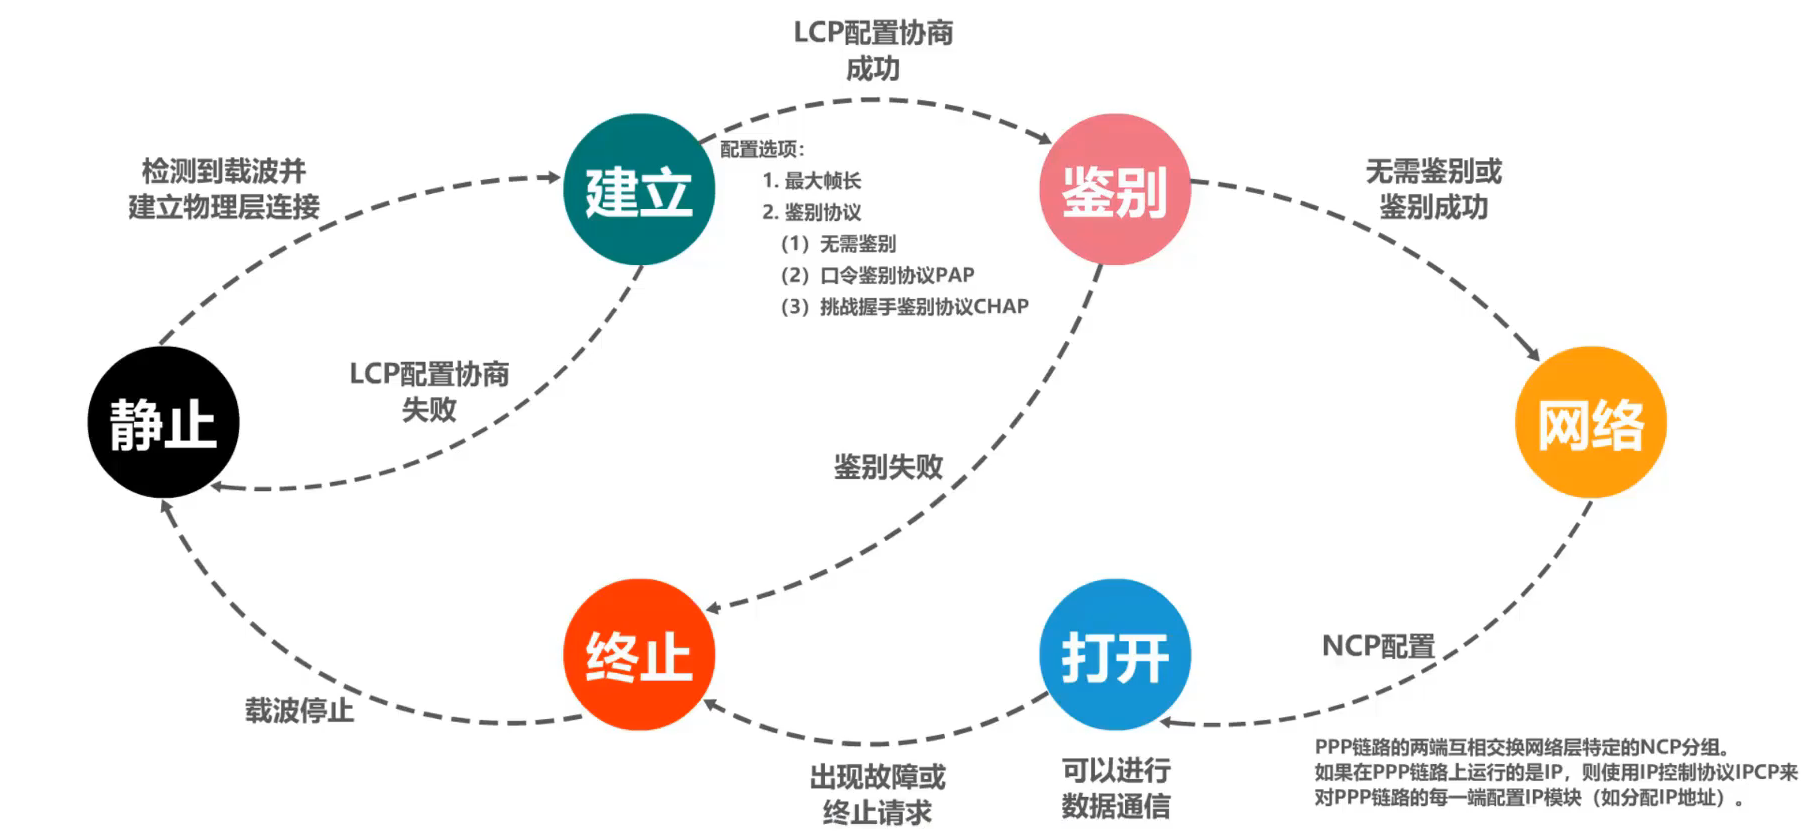 LCP配置协商
成功
检测到载波并
建立物理层连接
建立
配置选项：
1. 最大帧长
2. 鉴别协议
（1）无需鉴别
（2）口令鉴别协议PAP
（3）挑战握手鉴别协议CHAP
鉴别
无需鉴别或
鉴别成功
静止
LCP配置协商
失败
鉴别失败
网络
终止
打开
NCP配置
载波停止
出现故障或
终止请求
可以进行
数据通信
PPP链路的两端互相交换网络层特定的NCP分组。
如果在PPP链路上运行的是IP，则使用IP控制协议IPCP来
对PPP链路的每一端配置IP模块（如分配IP地址）。